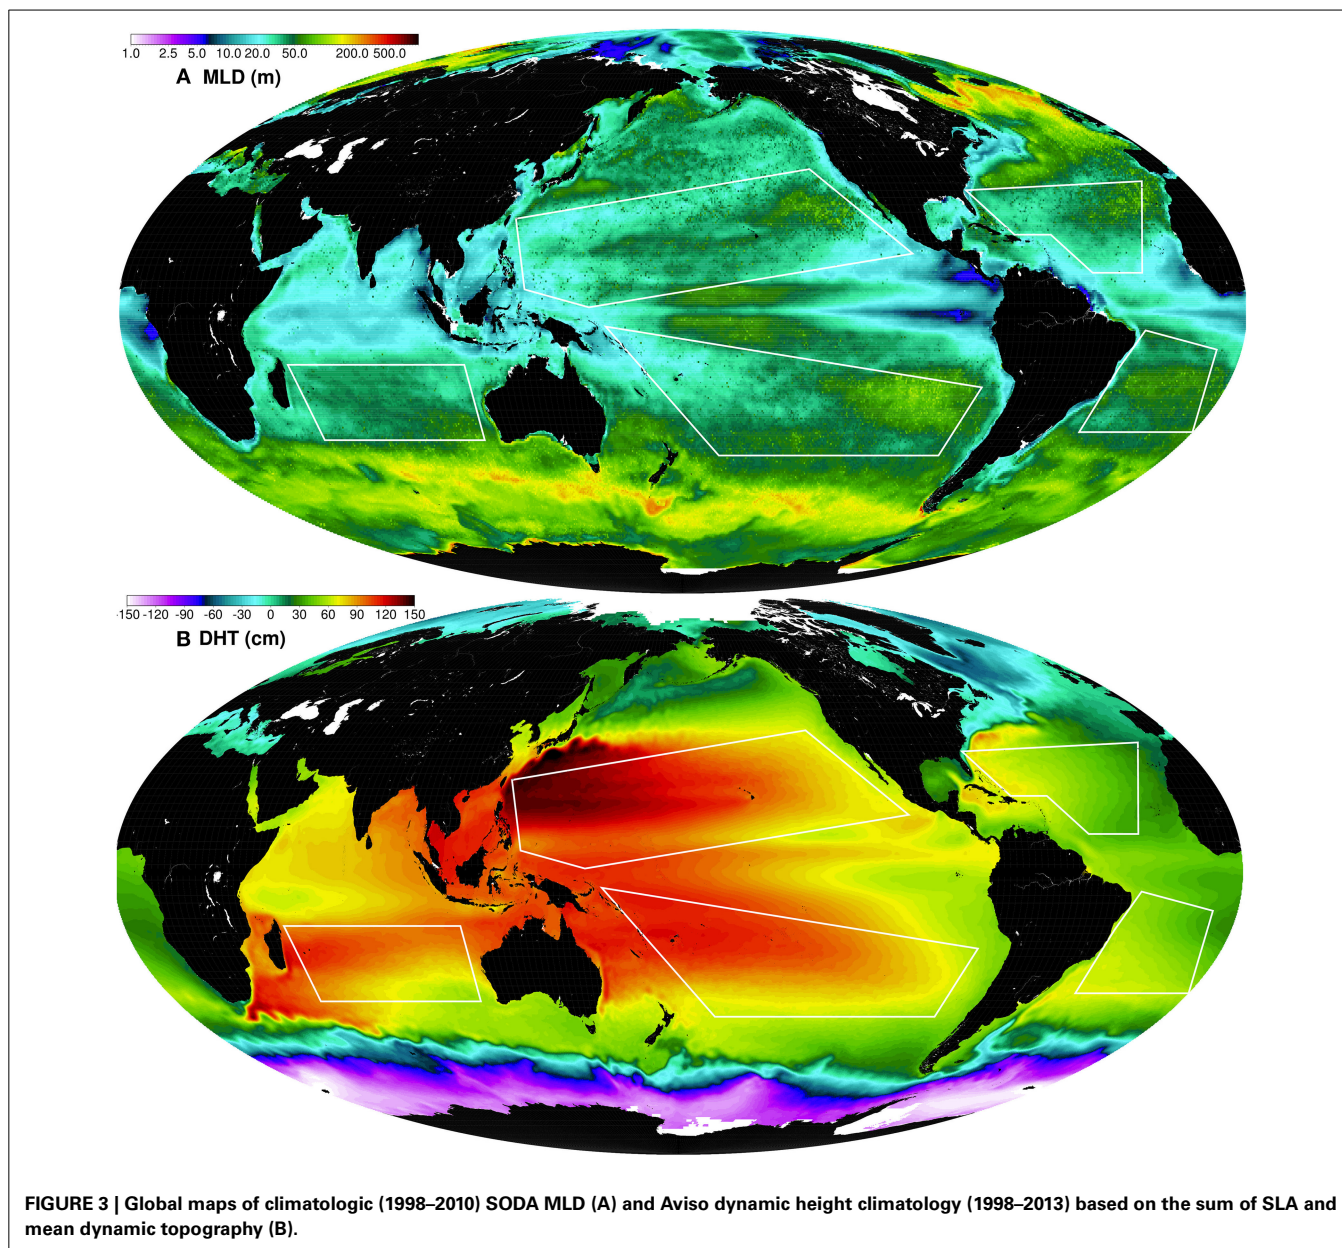 1.0 2.5 5.0 10.0 20.0 50.0 200.0 500.0
A MLD (m)
-150 -120 -90 -60 -30 0 30 60 90 120 150
B DHT (cm)
FIGURE 3 | Global maps of climatologic (1998–2010) SODA MLD (A) and Aviso dynamic height climatology (1998–2013) based on the sum of SLA and
mean dynamic topography (B).